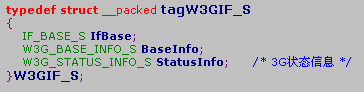 typedef struct __packed tagW3GIF_S
{
IF_BASE_S IfBase;
W3G_BASE_INFO_S BaseInfo;
W3G_STATUS_INFO_S StatusInfo; /* 3G状态信息 */
}W3GIF_S;